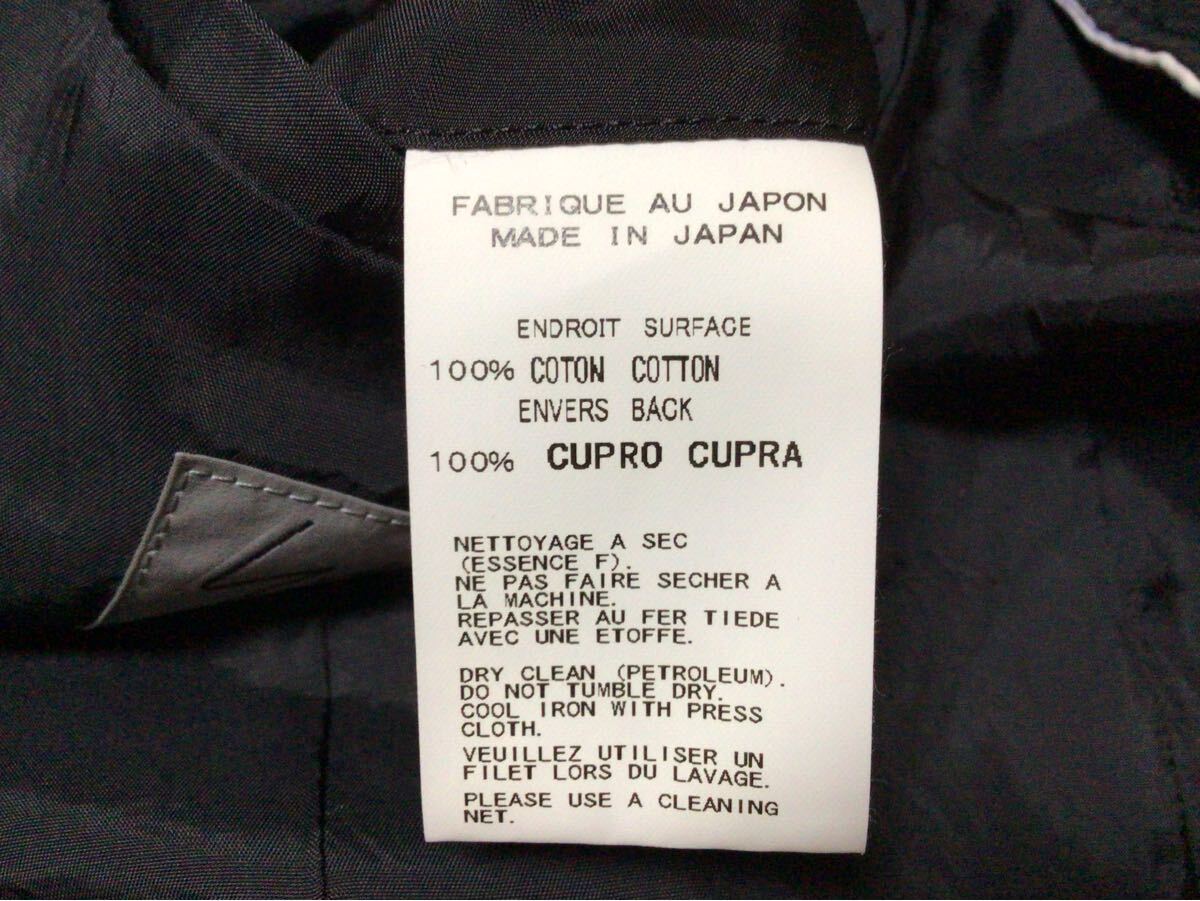 FABRIQUE AU JAPON
MADE IN JAPAN
ENDROIT SURFACE
100% COTON COTTON
ENVERS BACK
100% CUPRO CUPRA
NETTOYAGE A SEC
(ESSENCE F).
NE PAS FAIRE SECHER A
LA MACHINE.
REPASSER AU FER TIEDE
AVEC UNE ETOFFE.
DRY CLEAN (PETROLEUM).
DO NOT TUMBLE DRY.
COOL IRON WITH PRESS
CLOTH.
VEUILLEZ UTILISER UN
FILET LORS DU LAVAGE.
PLEASE USE A CLEANING
NET.